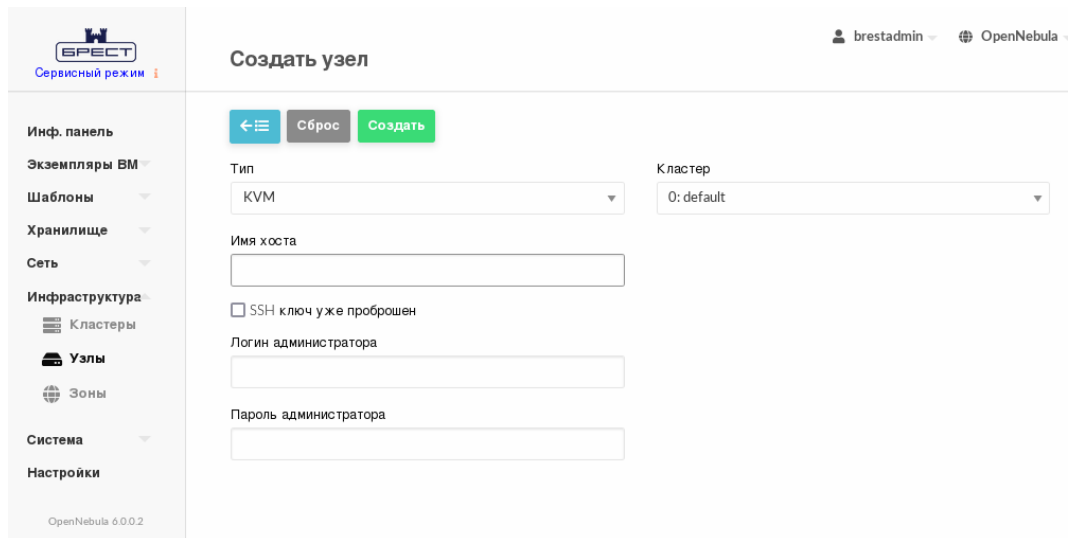 БРЕСТ
Сервисный режим i
Создать узел
brestadmin
OpenNebula
Инф. панель
Экземпляры ВМ
Шаблоны
Хранилище
Сеть
Инфраструктура
Кластеры
Узлы
Зоны
Система
Настройки
OpenNebula 6.0.0.2
Сброс
Создать
Тип
KVM
Кластер
0: default
Имя хоста
SSH ключ уже проброшен
Логин администратора
Пароль администратора